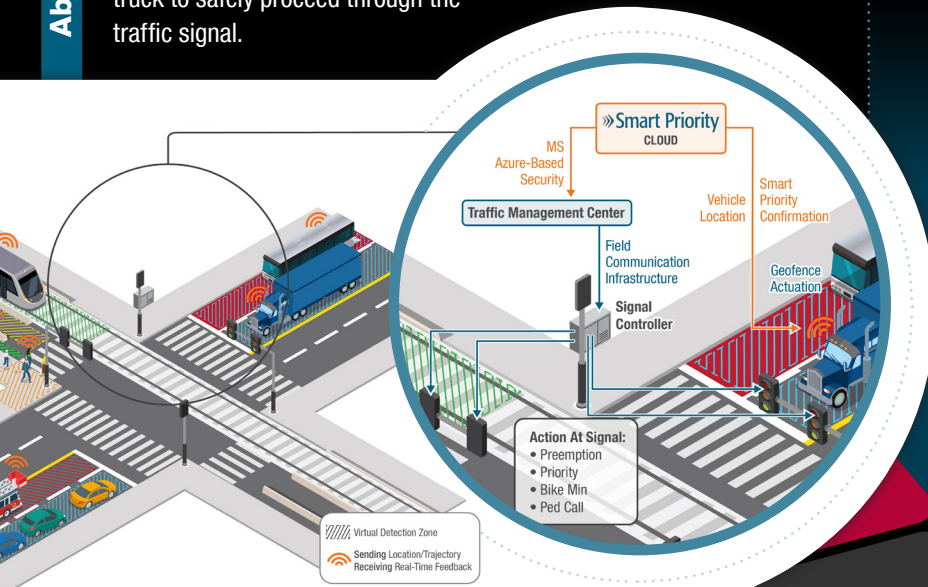 Ab
truck to safely proceed through the
traffic signal.
»Smart Priority
CLOUD
MS
Azure-Based
Security
Traffic Management Center
Vehicle
Location
Smart
Priority
Confirmation
Field
Communication
Infrastructure
Geofence
Actuation
Signal
Controller
Action At Signal:
• Preemption
• Priority
• Bike Min
• Ped Call
Virtual Detection Zone
Sending Location/Trajectory
Receiving Real-Time Feedback